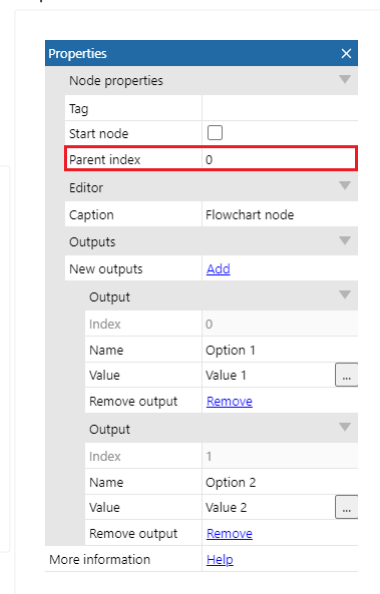 Properties
Node properties
Tag
Start node
Parent index 0
Editor
Caption Flowchart node
Outputs
New outputs Add
Output
Index 0
Name Option 1
Value Value 1 ...
Remove output Remove
Output
Index 1
Name Option 2
Value Value 2 ...
Remove output Remove
More information Help